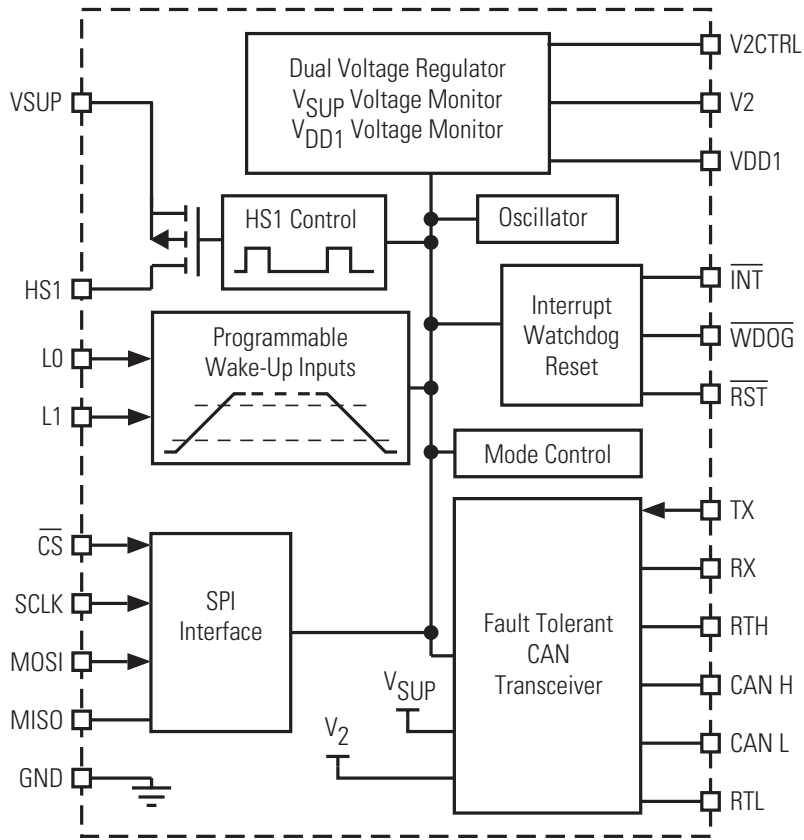 V2CTRL
Dual Voltage Regulator
VSUP Voltage Monitor
VDD1 Voltage Monitor
VSUP
V2
VDD1
HS1 Control
Oscillator
HS1
INT
Interrupt
Watchdog
Reset
WDOG
RST
Programmable
Wake-Up Inputs
L0
L1
Mode Control
CS
SCLK
MOSI
MISO
GND
SPI
Interface
TX
RX
RTH
CAN H
CAN L
RTL
Fault Tolerant
CAN
Transceiver
VSUP
V2